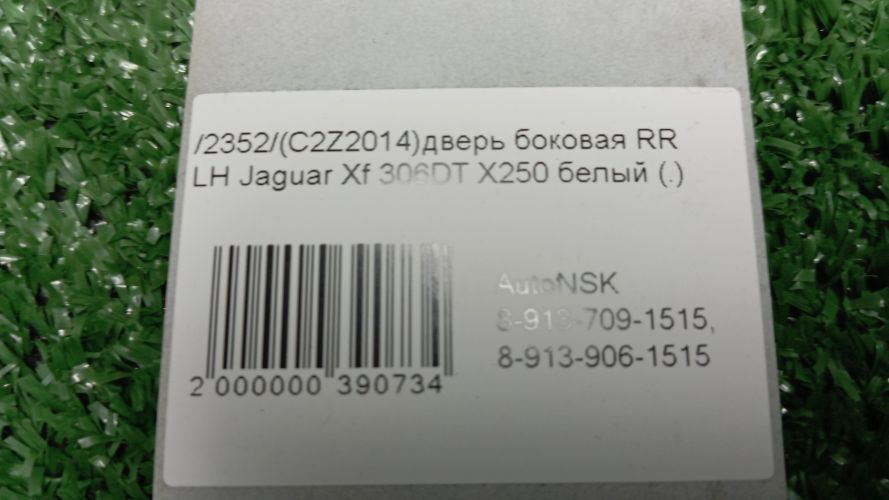 /2352/(C2Z2014)дверь боковая RR
LH Jaguar Xf 306DT X250 белый (.)
AutoNSK
8-913-709-1515,
8-913-906-1515
2 000000 390734